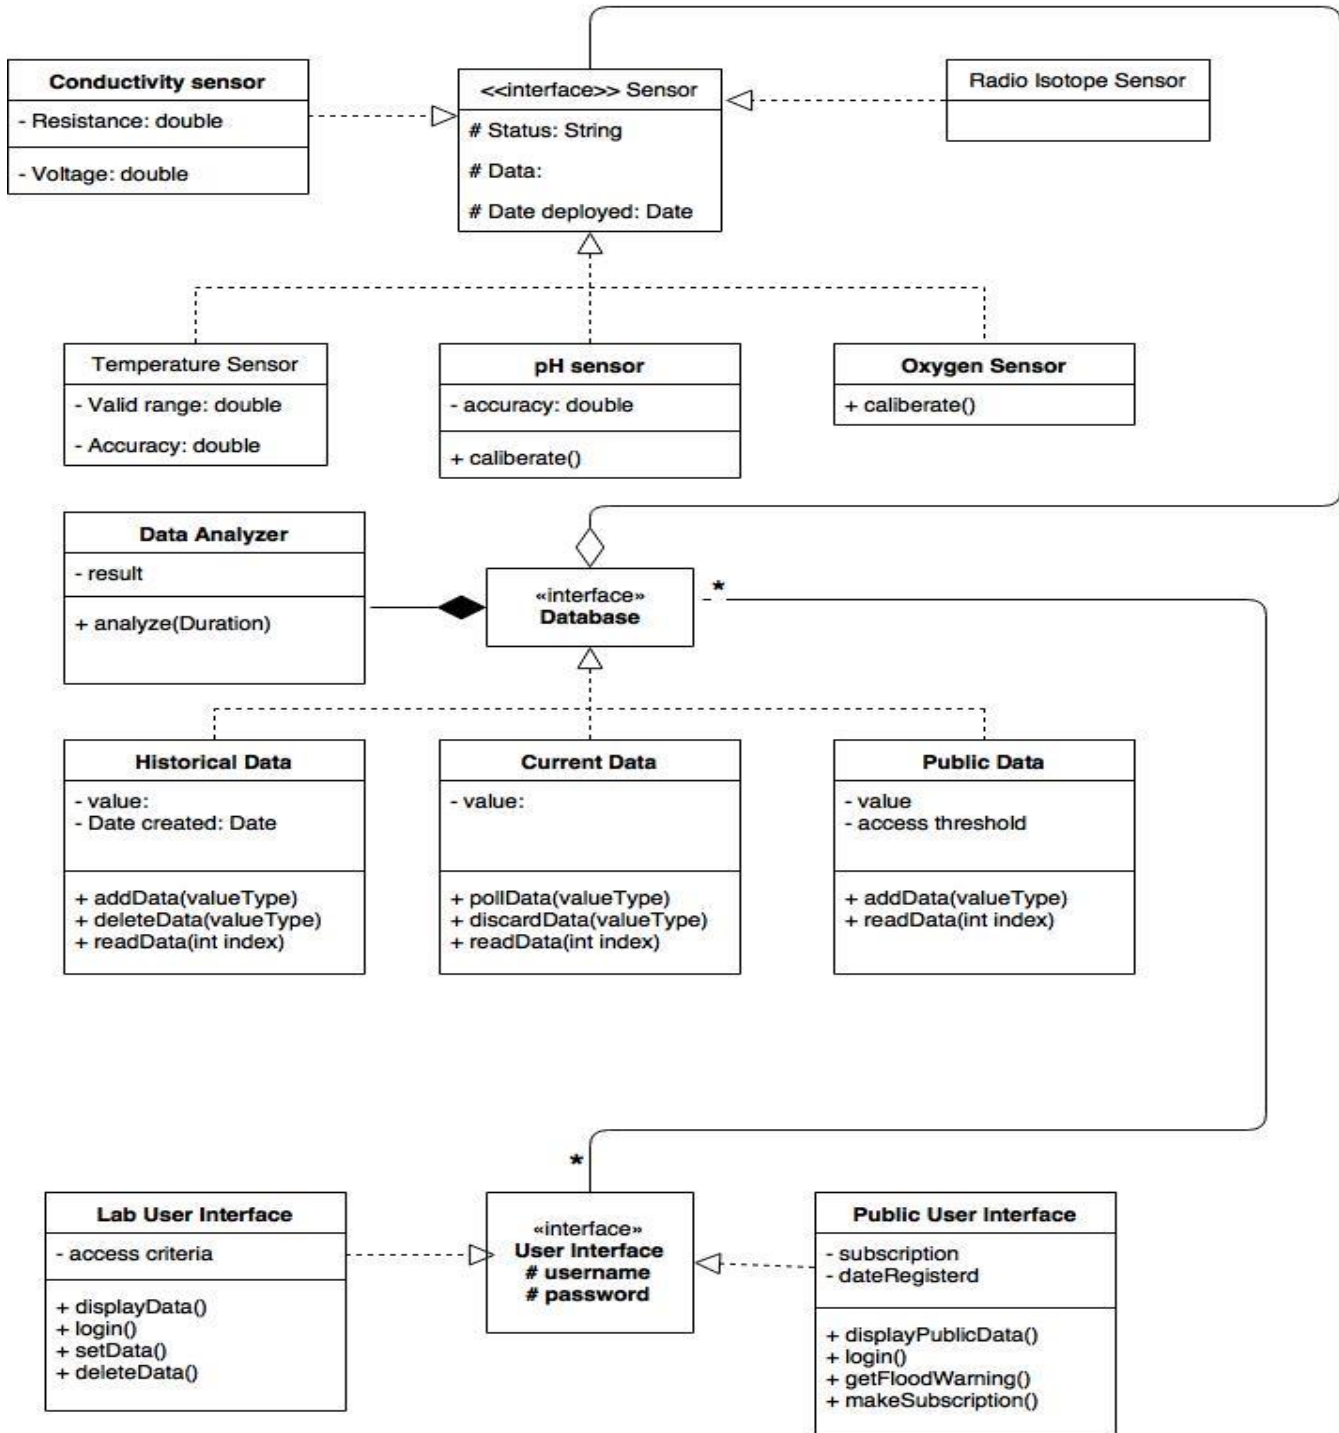 Conductivity sensor
- Resistance: double
- Voltage: double
<<interface>> Sensor
# Status: String
# Data:
# Date deployed: Date
Radio Isotope Sensor
Temperature Sensor
- Valid range: double
- Accuracy: double
pH sensor
- accuracy: double
+ caliberate()
Oxygen Sensor
+ caliberate()
Data Analyzer
- result
+ analyze(Duration)
«interface»
Database
*
Historical Data
- value:
- Date created: Date
+ addData(valueType)
+ deleteData(valueType)
+ readData(int index)
Current Data
- value:
+ pollData(valueType)
+ discardData(valueType)
+ readData(int index)
Public Data
- value
- access threshold
+ addData(valueType)
+ readData(int index)
*
Lab User Interface
- access criteria
+ displayData()
+ login()
+ setData()
+ deleteData()
«interface»
User Interface
# username
# password
Public User Interface
- subscription
- dateRegisterd
+ displayPublicData()
+ login()
+ getFloodWarning()
+ makeSubscription()